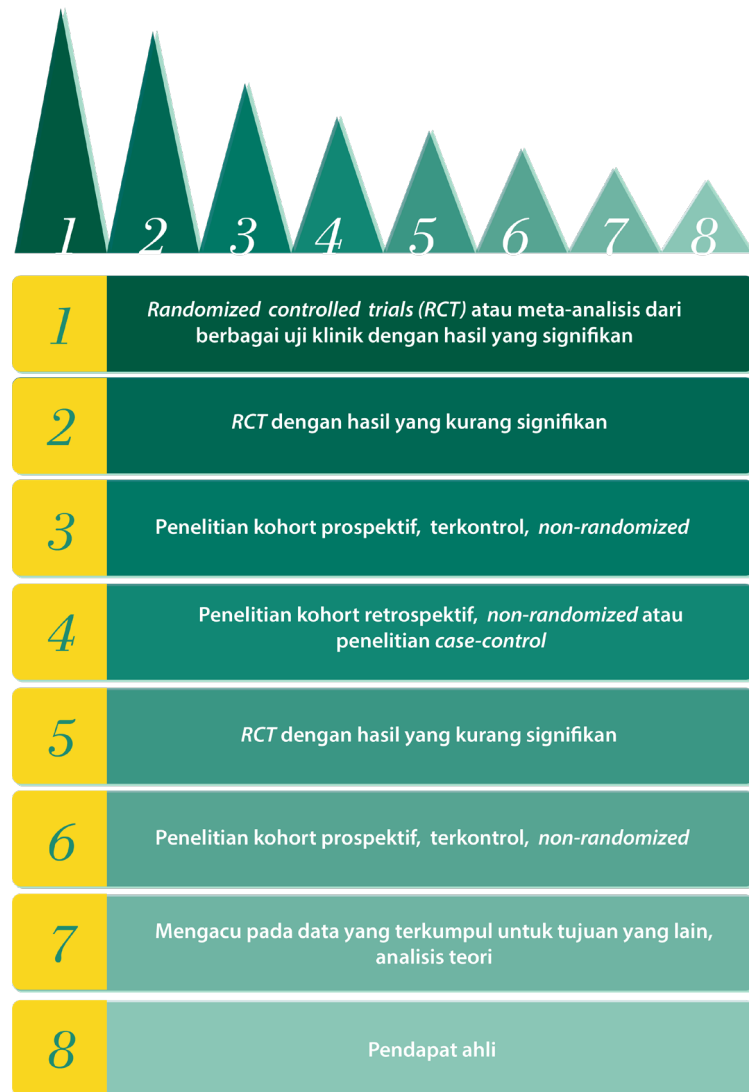 1 2 3 4 5 6 7 8
1
Randomized controlled trials (RCT) atau meta-analisis dari
berbagai uji klinik dengan hasil yang signifikan
2
RCT dengan hasil yang kurang signifikan
3
Penelitian kohort prospektif, terkontrol, non-randomized
4
Penelitian kohort retrospektif, non-randomized atau
penelitian case-control
5
RCT dengan hasil yang kurang signifikan
6
Penelitian kohort prospektif, terkontrol, non-randomized
7
Mengacu pada data yang terkumpul untuk tujuan yang lain,
analisis teori
8
Pendapat ahli